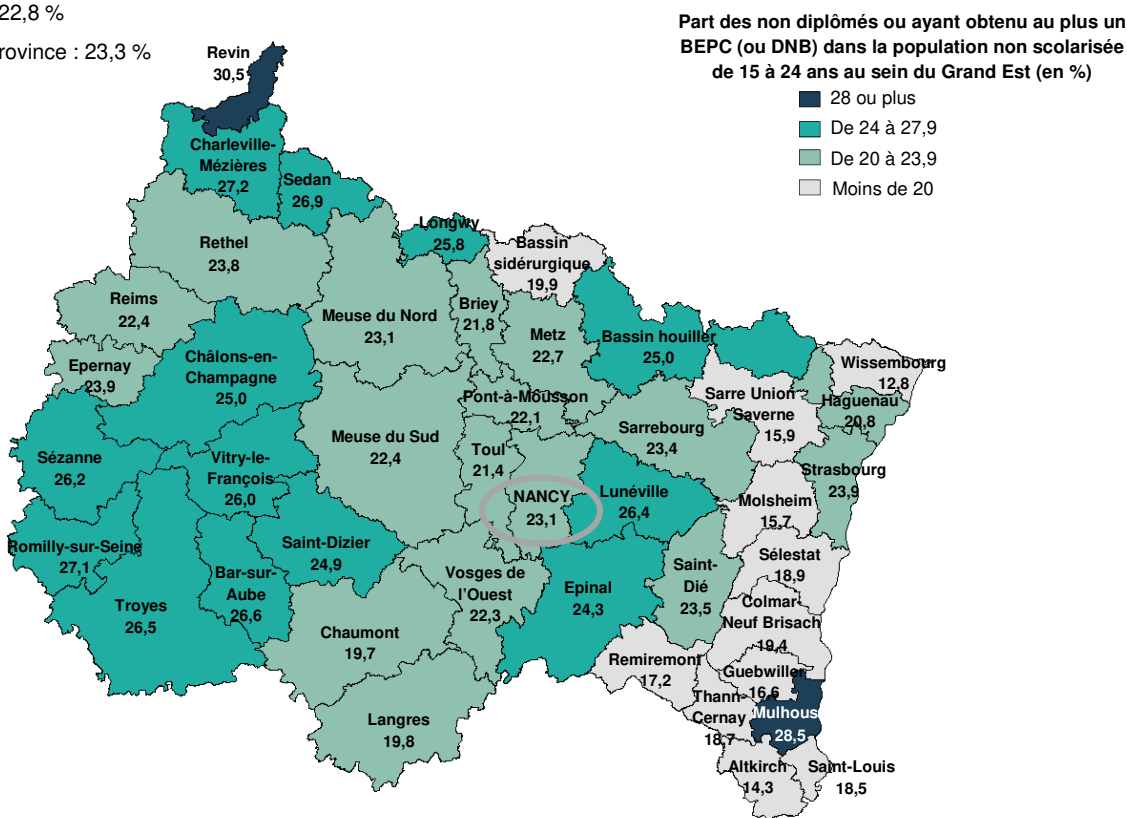 22,8 %
rovince : 23,3 %
Part des non diplômés ou ayant obtenu au plus un
BEPC (ou DNB) dans la population non scolarisée
de 15 à 24 ans au sein du Grand Est (en %)
28 ou plus
De 24 à 27,9
De 20 à 23,9
Moins de 20
Revin
30,5
Charleville-
Mézières
27,2
Sedan
26,9
Longwy
25,8
Bassin
sidérurgique
19,9
Rethel
23,8
Reims
22,4
Meuse du Nord
23,1
Briey
21,8
Metz
22,7
Bassin houiller
25,0
Wissembourg
12,8
Epernay
23,9
Châlons-en-
Champagne
25,0
Pont-à-Mousson
22,1
Sarre Union
Saverne
15,9
Haguenau
20,8
Sézanne
26,2
Vitry-le-
François
26,0
Meuse du Sud
22,4
Toul
21,4
Sarrebourg
23,4
Strasbourg
23,9
NANCY
23,1
Lunéville
26,4
Molsheim
15,7
Romilly-sur-Seine
27,1
Saint-Dizier
24,9
Sélestat
18,9
Troyes
26,5
Bar-sur-
Aube
26,6
Vosges de
l'Ouest
22,3
Epinal
24,3
Saint-
Dié
23,5
Colmar-
Neuf Brisach
19,4
Chaumont
19,7
Remiremont
17,2
Guebwiller
16,6
Thann-
Cernay
18,7
Mulhous
28,5
Langres
19,8
Altkirch
14,3
Saint-Louis
18,5